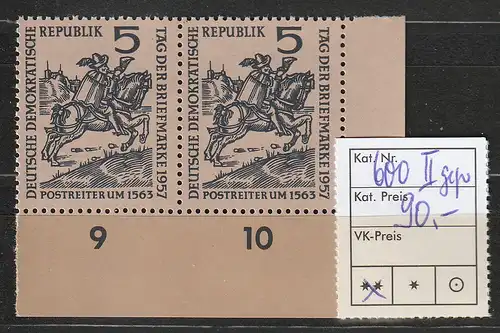 DEUTSCHE DEMOKRATISCHE
REPUBLIK 5
TAG DER BRIEFMARKE 1957
POSTREITER UM 1563
DEUTSCHE DEMOKRATISCHE
REPUBLIK 5
TAG DER BRIEFMARKE 1957
POSTREITER UM 1563
9 10
Kat. Nr.
600 II gepr
Kat. Preis
90,-
VK-Preis